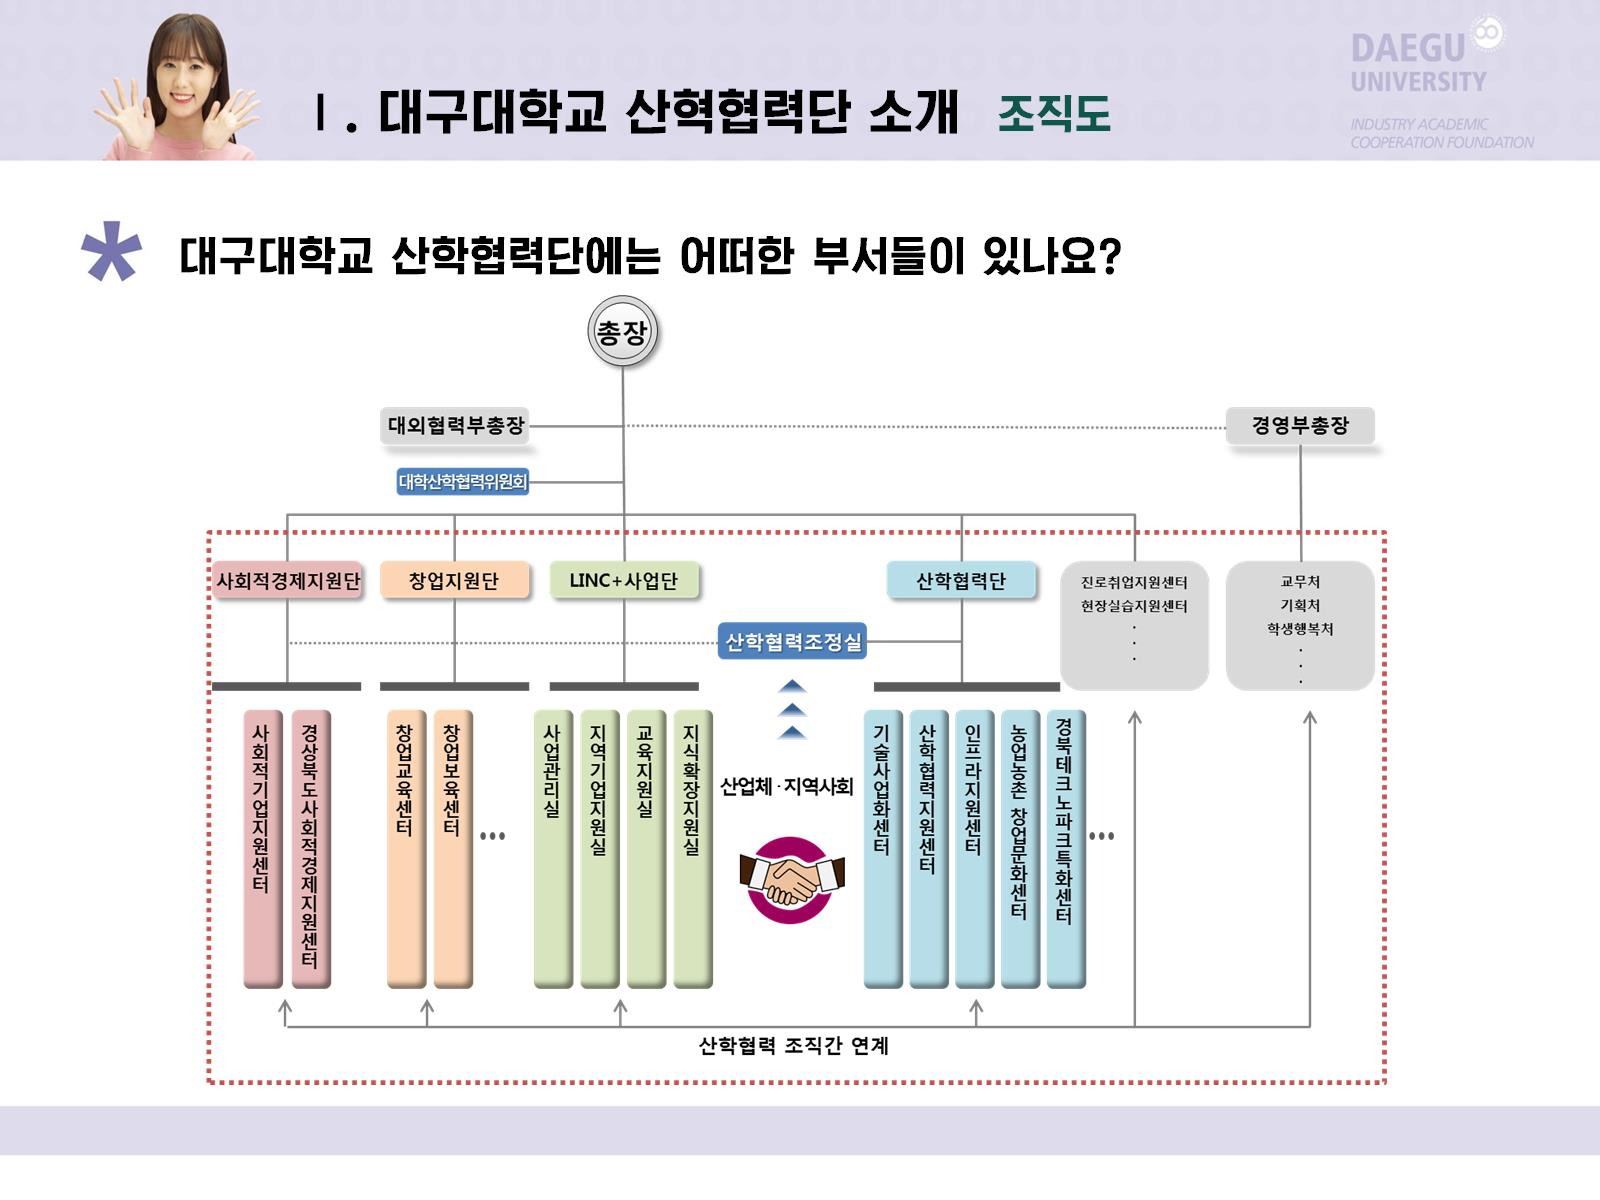 Ⅰ. 대구대학교 산혁협력단 소개 조직도
DAEGU
UNIVERSITY
INDUSTRY ACADEMIC
COOPERATION FOUNDATION
* 대구대학교 산학협력단에는 어떠한 부서들이 있나요?
총장
대외협력부총장
경영부총장
대학산학협력위원회
사회적경제지원단
창업지원단
LINC+사업단
산학협력단
진로취업지원센터
현장실습지원센터
.
.
.
교무처
기획처
학생행복처
.
.
.
산학협력조정실
사회적기업지원센터
경상북도사회적경제지원센터
창업교육센터
창업보육센터
...
사업관리실
지역기업지원실
교육지원실
지식확장지원실
산업체·지역사회
기술사업화센터
산학협력지원센터
인프라지원센터
농업농촌 창업문화센터
경북테크노파크특화센터
...
산학협력 조직간 연계